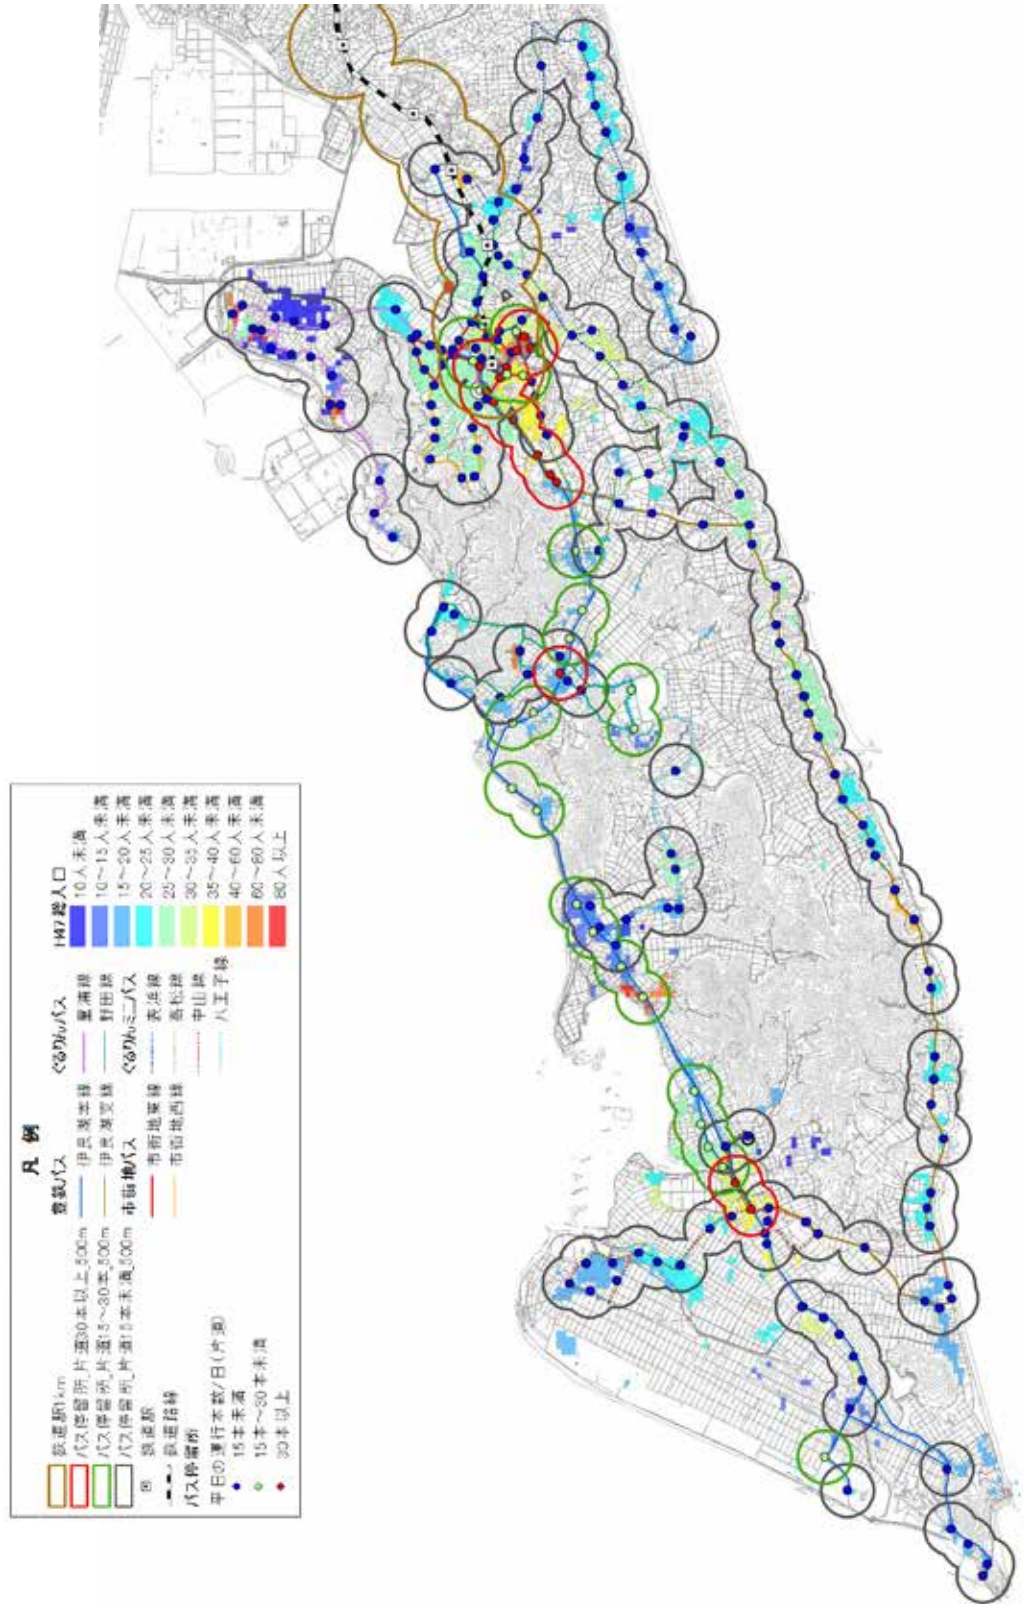 凡 例
鉄道駅1km
バス停留所_片道30本以上_500m
バス停留所_片道15~30本_500m
バス停留所_片道15本未満_500m
鉄道駅
鉄道路線
バス停留所
平日の運行本数/日(片道)
15本未満
15本~30本未満
30本以上
豊鉄バス
伊良湖本線
伊良湖支線
市街地バス
市街地東線
市街地西線
ぐるりんバス
童浦線
野田線
ぐるりんミニバス
表浜線
高松線
中山線
八王子線
H47総人口
10人未満
10~15人未満
15~20人未満
20~25人未満
25~30人未満
30~35人未満
35~40人未満
40~60人未満
60~80人未満
80人以上